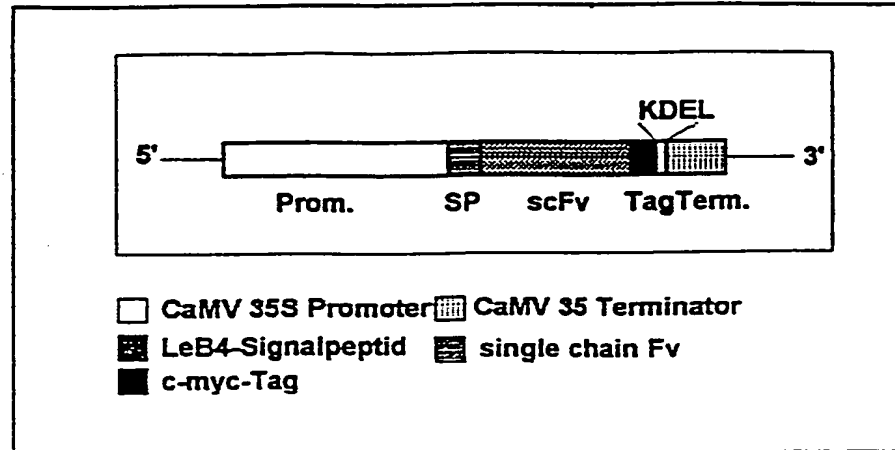 KDEL
5' 3'
Prom. SP scFv TagTerm.
CaMV 35S Promoter CaMV 35 Terminator
LeB4-Signalpeptid single chain Fv
c-myc-Tag